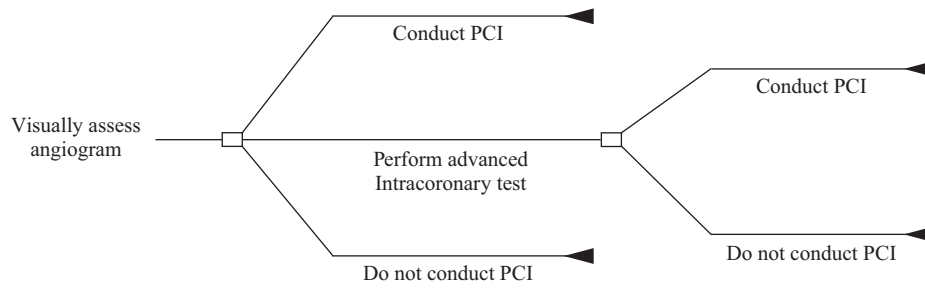 Conduct PCI
Conduct PCI
Visually assess
angiogram
Perform advanced
Intracoronary test
Do not conduct PCI
Do not conduct PCI